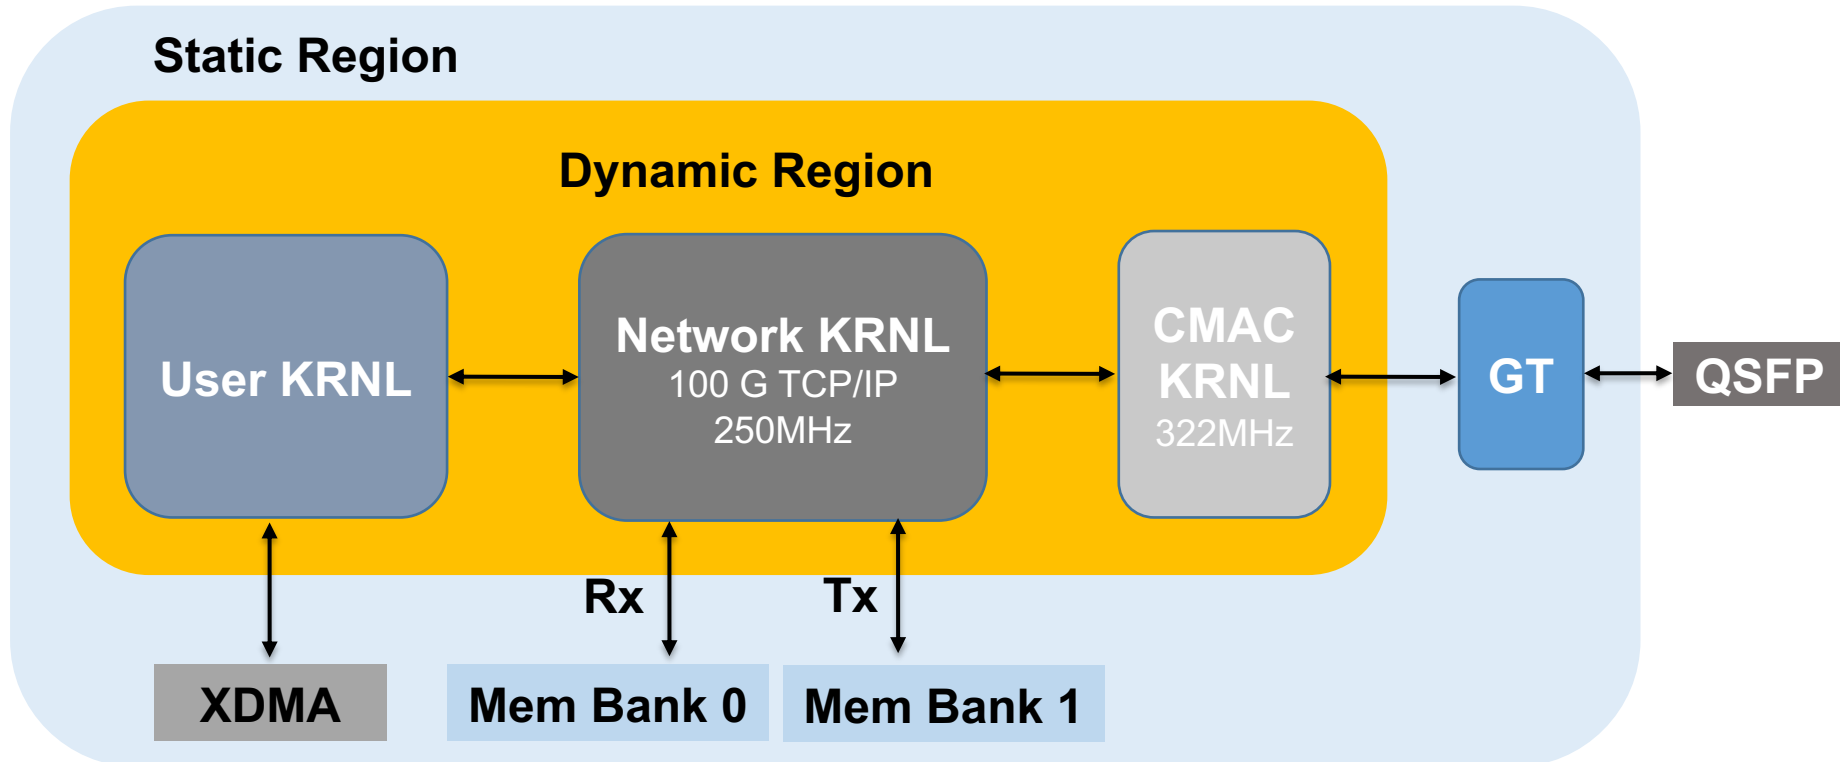 Static Region
Dynamic Region
User KRNL
Network KRNL
100 G TCP/IP
250MHz
CMAC
KRNL
322MHz
GT
QSFP
Rx
Tx
XDMA
Mem Bank 0
Mem Bank 1